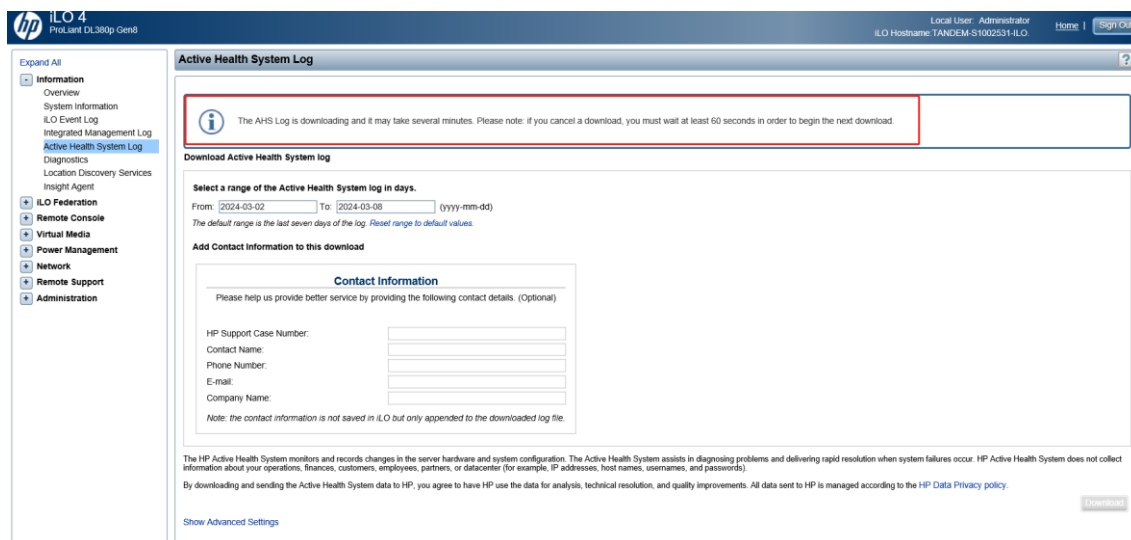 hp
iLO 4
ProLiant DL380p Gen8
Local User: Administrator
iLO Hostname:TANDEM-S1002531-ILO.
Home |
Sign Out
Expand All
Information
Overview
System Information
iLO Event Log
Integrated Management Log
Active Health System Log
Diagnostics
Location Discovery Services
Insight Agent
iLO Federation
Remote Console
Virtual Media
Power Management
Network
Remote Support
Administration
Active Health System Log
?
The AHS Log is downloading and it may take several minutes. Please note: if you cancel a download, you must wait at least 60 seconds in order to begin the next download.
Download Active Health System log
Select a range of the Active Health System log in days.
From: 2024-03-02 To: 2024-03-08 (yyyy-mm-dd)
The default range is the last seven days of the log. Reset range to default values.
Add Contact Information to this download
Contact Information
Please help us provide better service by providing the following contact details. (Optional)
HP Support Case Number:
Contact Name:
Phone Number:
E-mail:
Company Name:
Note: the contact information is not saved in iLO but only appended to the downloaded log file.
The HP Active Health System monitors and records changes in the server hardware and system configuration. The Active Health System assists in diagnosing problems and delivering rapid resolution when system failures occur. HP Active Health System does not collect
information about your operations, finances, customers, employees, partners, or datacenter (for example, IP addresses, host names, usernames, and passwords).
By downloading and sending the Active Health System data to HP, you agree to have HP use the data for analysis, technical resolution, and quality improvements. All data sent to HP is managed according to the HP Data Privacy policy.
Download
Show Advanced Settings